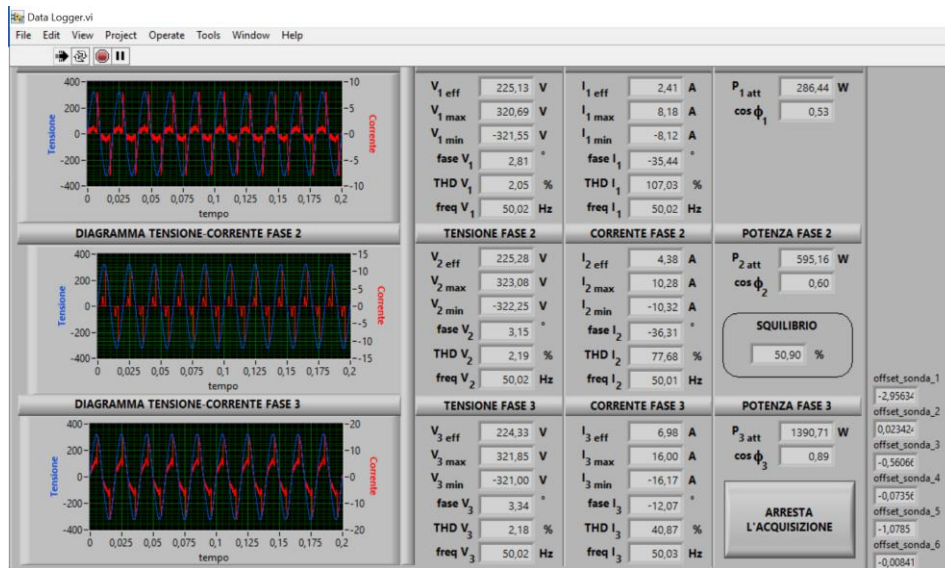 Data Logger.vi
File Edit View Project Operate Tools Window Help
400
200
0
-200
-400
Tensione
10
5
0
-5
-10
Corrente
0 0,025 0,05 0,075 0,1 0,125 0,15 0,175 0,2
tempo
V1 eff 225,13 V
V1 max 320,69 V
V1 min -321,55 V
fase V1 2,81 °
THD V1 2,05 %
freq V1 50,02 Hz
I1 eff 2,41 A
I1 max 8,18 A
I1 min -8,12 A
fase I1 -35,44 °
THD I1 107,03 %
freq I1 50,02 Hz
P1 att 286,44 W
cos ϕ1 0,53
DIAGRAMMA TENSIONE-CORRENTE FASE 2
400
200
0
-200
-400
Tensione
15
10
5
0
-5
-10
-15
Corrente
0 0,025 0,05 0,075 0,1 0,125 0,15 0,175 0,2
tempo
TENSIONE FASE 2
V2 eff 225,28 V
V2 max 323,08 V
V2 min -322,25 V
fase V2 3,15 °
THD V2 2,19 %
freq V2 50,02 Hz
CORRENTE FASE 2
I2 eff 4,38 A
I2 max 10,28 A
I2 min -10,32 A
fase I2 -36,31 °
THD I2 77,68 %
freq I2 50,01 Hz
POTENZA FASE 2
P2 att 595,16 W
cos ϕ2 0,60
SQUILIBRIO
50,90 %
DIAGRAMMA TENSIONE-CORRENTE FASE 3
400
200
0
-200
-400
Tensione
20
10
0
-10
-20
Corrente
0 0,025 0,05 0,075 0,1 0,125 0,15 0,175 0,2
tempo
TENSIONE FASE 3
V3 eff 224,33 V
V3 max 321,85 V
V3 min -321,00 V
fase V3 3,34 °
THD V3 2,18 %
freq V3 50,02 Hz
CORRENTE FASE 3
I3 eff 6,98 A
I3 max 16,00 A
I3 min -16,17 A
fase I3 -12,07 °
THD I3 40,87 %
freq I3 50,03 Hz
POTENZA FASE 3
P3 att 1390,71 W
cos ϕ3 0,89
ARRESTA
L'ACQUISIZIONE
offset_sonda_1
-2,9563
offset_sonda_2
0,02342
offset_sonda_3
-0,5606
offset_sonda_4
-0,0735
offset_sonda_5
-1,0785
offset_sonda_6
-0,00841